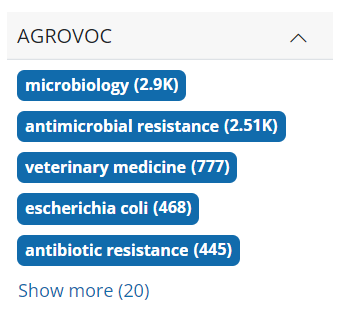 AGROVOC
microbiology (2.9K)
antimicrobial resistance (2.51K)
veterinary medicine (777)
escherichia coli (468)
antibiotic resistance (445)
Show more (20)